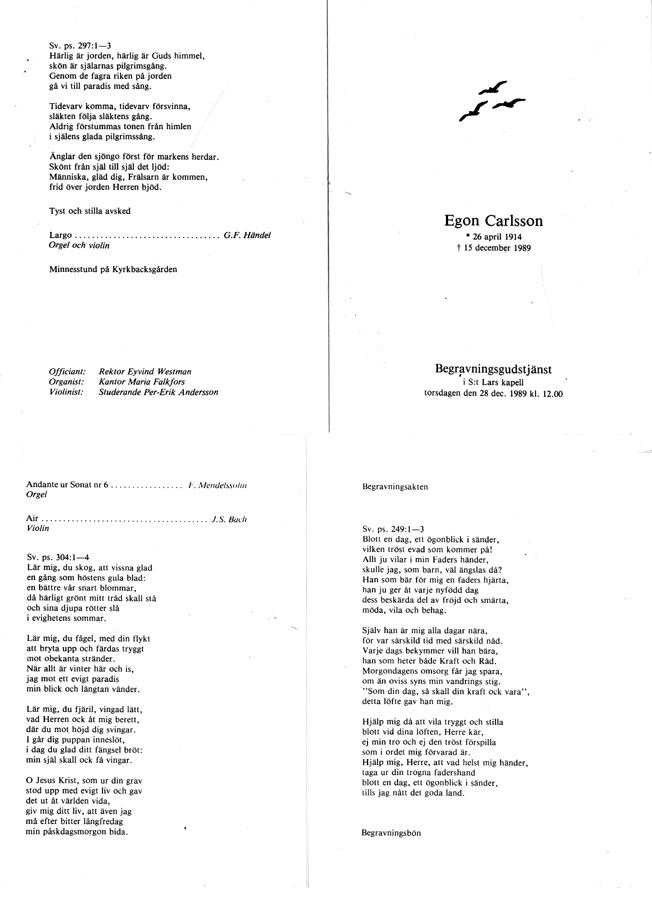 Sv. ps. 297:1—3
Härlig är jorden, härlig är Guds himmel,
skön är själarnas pilgrimsgång.
Genom de fagra riken på jorden
gå vi till paradis med sång.
Tidevarv komma, tidevarv försvinna,
släkten följa släktens gång.
Aldrig förstummas tonen från himlen
i själens glada pilgrimssång.
Änglar den sjöngo först för markens herdar.
Skönt från själ till själ det ljöd:
Människa, gläd dig, Frälsarn är kommen,
frid över jorden Herren bjöd.
Tyst och stilla avsked
Largo .................................. G.F. Händel
Orgel och violin
Minnesstund på Kyrkbacksgården
Officiant: Rektor Eyvind Westman
Organist: Kantor Maria Falkfors
Violinist: Studerande Per-Erik Andersson
Egon Carlsson
* 26 april 1914
† 15 december 1989
Begravningsgudstjänst
i S:t Lars kapell
torsdagen den 28 dec. 1989 kl. 12.00
Andante ur Sonat nr 6 ................. F. Mendelssohn
Orgel
Air ....................................... J.S. Bach
Violin
Sv. ps. 304:1—4
Lär mig, du skog, att vissna glad
en gång som höstens gula blad:
en bättre vår snart blommar,
då härligt grönt mitt träd skall stå
och sina djupa rötter slå
i evighetens sommar.
Lär mig, du fågel, med din flykt
att bryta upp och färdas tryggt
mot obekanta stränder.
När allt är vinter här och is,
jag mot ett evigt paradis
min blick och längtan vänder.
Lär mig, du fjäril, vingad lätt,
vad Herren ock åt mig berett,
där du mot höjd dig svingar.
I går dig puppan inneslöt,
i dag du glad ditt fängsel bröt:
min själ skall ock få vingar.
O Jesus Krist, som ur din grav
stod upp med evigt liv och gav
det ut åt världen vida,
giv mig ditt liv, att även jag
må efter bitter långfredag
min påskdagsmorgon bida.
Begravningsakten
Sv. ps. 249:1—3
Blott en dag, ett ögonblick i sänder,
vilken tröst evad som kommer på!
Allt ju vilar i min Faders händer,
skulle jag, som barn, väl ängslas då?
Han som bär för mig en faders hjärta,
han ju ger åt varje nyfödd dag
dess beskärda del av fröjd och smärta,
möda, vila och behag.
Själv han är mig alla dagar nära,
för var särskild tid med särskild nåd.
Varje dags bekymmer vill han bära,
han som heter både Kraft och Råd.
Morgondagens omsorg får jag spara,
om än oviss syns min vandrings stig.
"Som din dag, så skall din kraft ock vara",
detta löfte gav han mig.
Hjälp mig då att vila tryggt och stilla
blott vid dina löften, Herre kär,
ej min tro och ej den tröst förspilla
som i ordet mig förvarad är.
Hjälp mig, Herre, att vad helst mig händer,
taga ur din trogna fadershand
blott en dag, ett ögonblick i sänder,
tills jag nått det goda land.
Begravningsbön